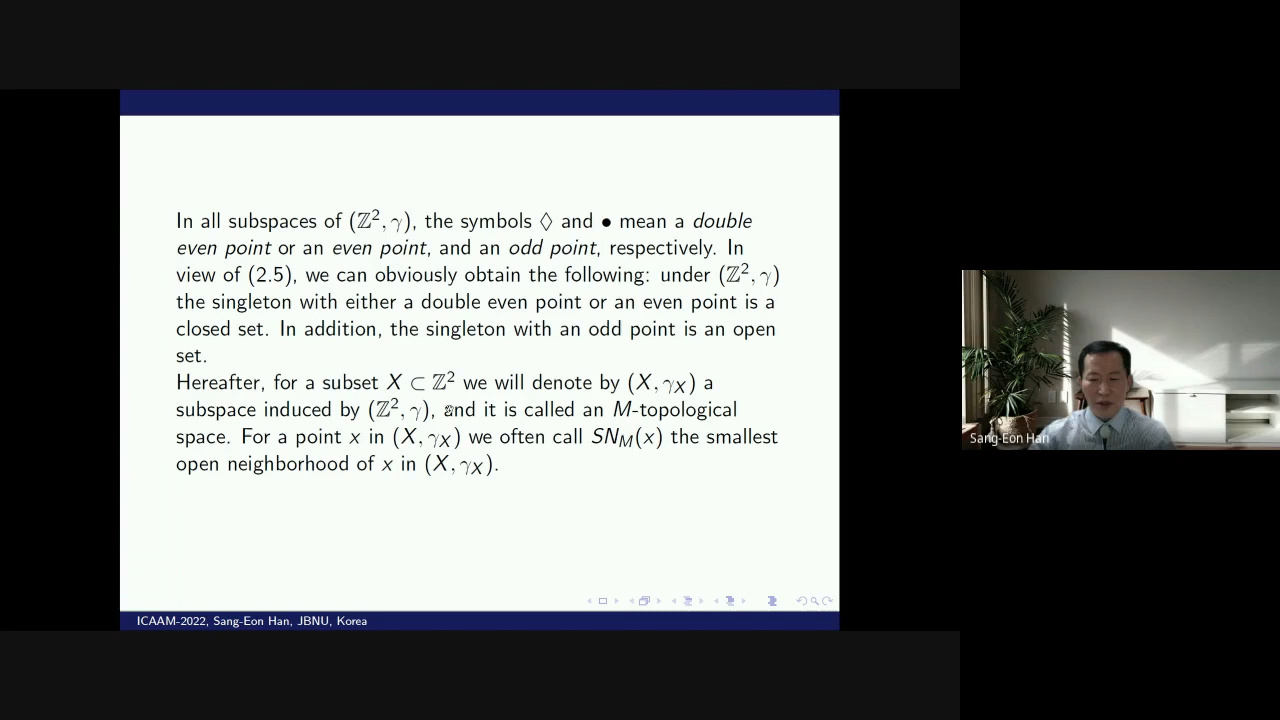 In all subspaces of (ℤ², γ), the symbols ◊ and • mean a double
even point or an even point, and an odd point, respectively. In
view of (2.5), we can obviously obtain the following: under (ℤ², γ)
the singleton with either a double even point or an even point is a
closed set. In addition, the singleton with an odd point is an open
set.
Hereafter, for a subset X ⊂ ℤ² we will denote by (X, γ_X) a
subspace induced by (ℤ², γ), and it is called an M-topological
space. For a point x in (X, γ_X) we often call SN_M(x) the smallest
open neighborhood of x in (X, γ_X).
Sang-Eon Han
ICAAM-2022, Sang-Eon Han, JBNU, Korea